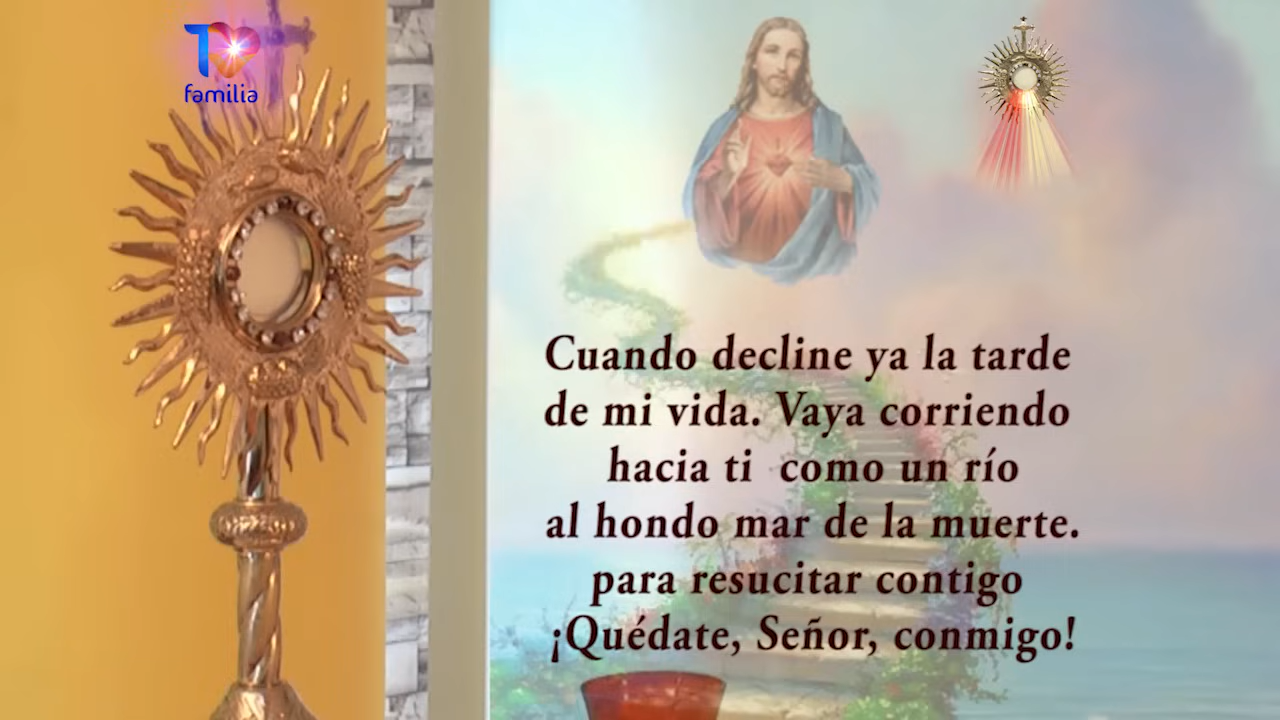 T
familia
Cuando decline ya la tarde
de mi vida. Vaya corriendo
hacia ti como un río
al hondo mar de la muerte.
para resucitar contigo
¡Quédate, Señor, conmigo!